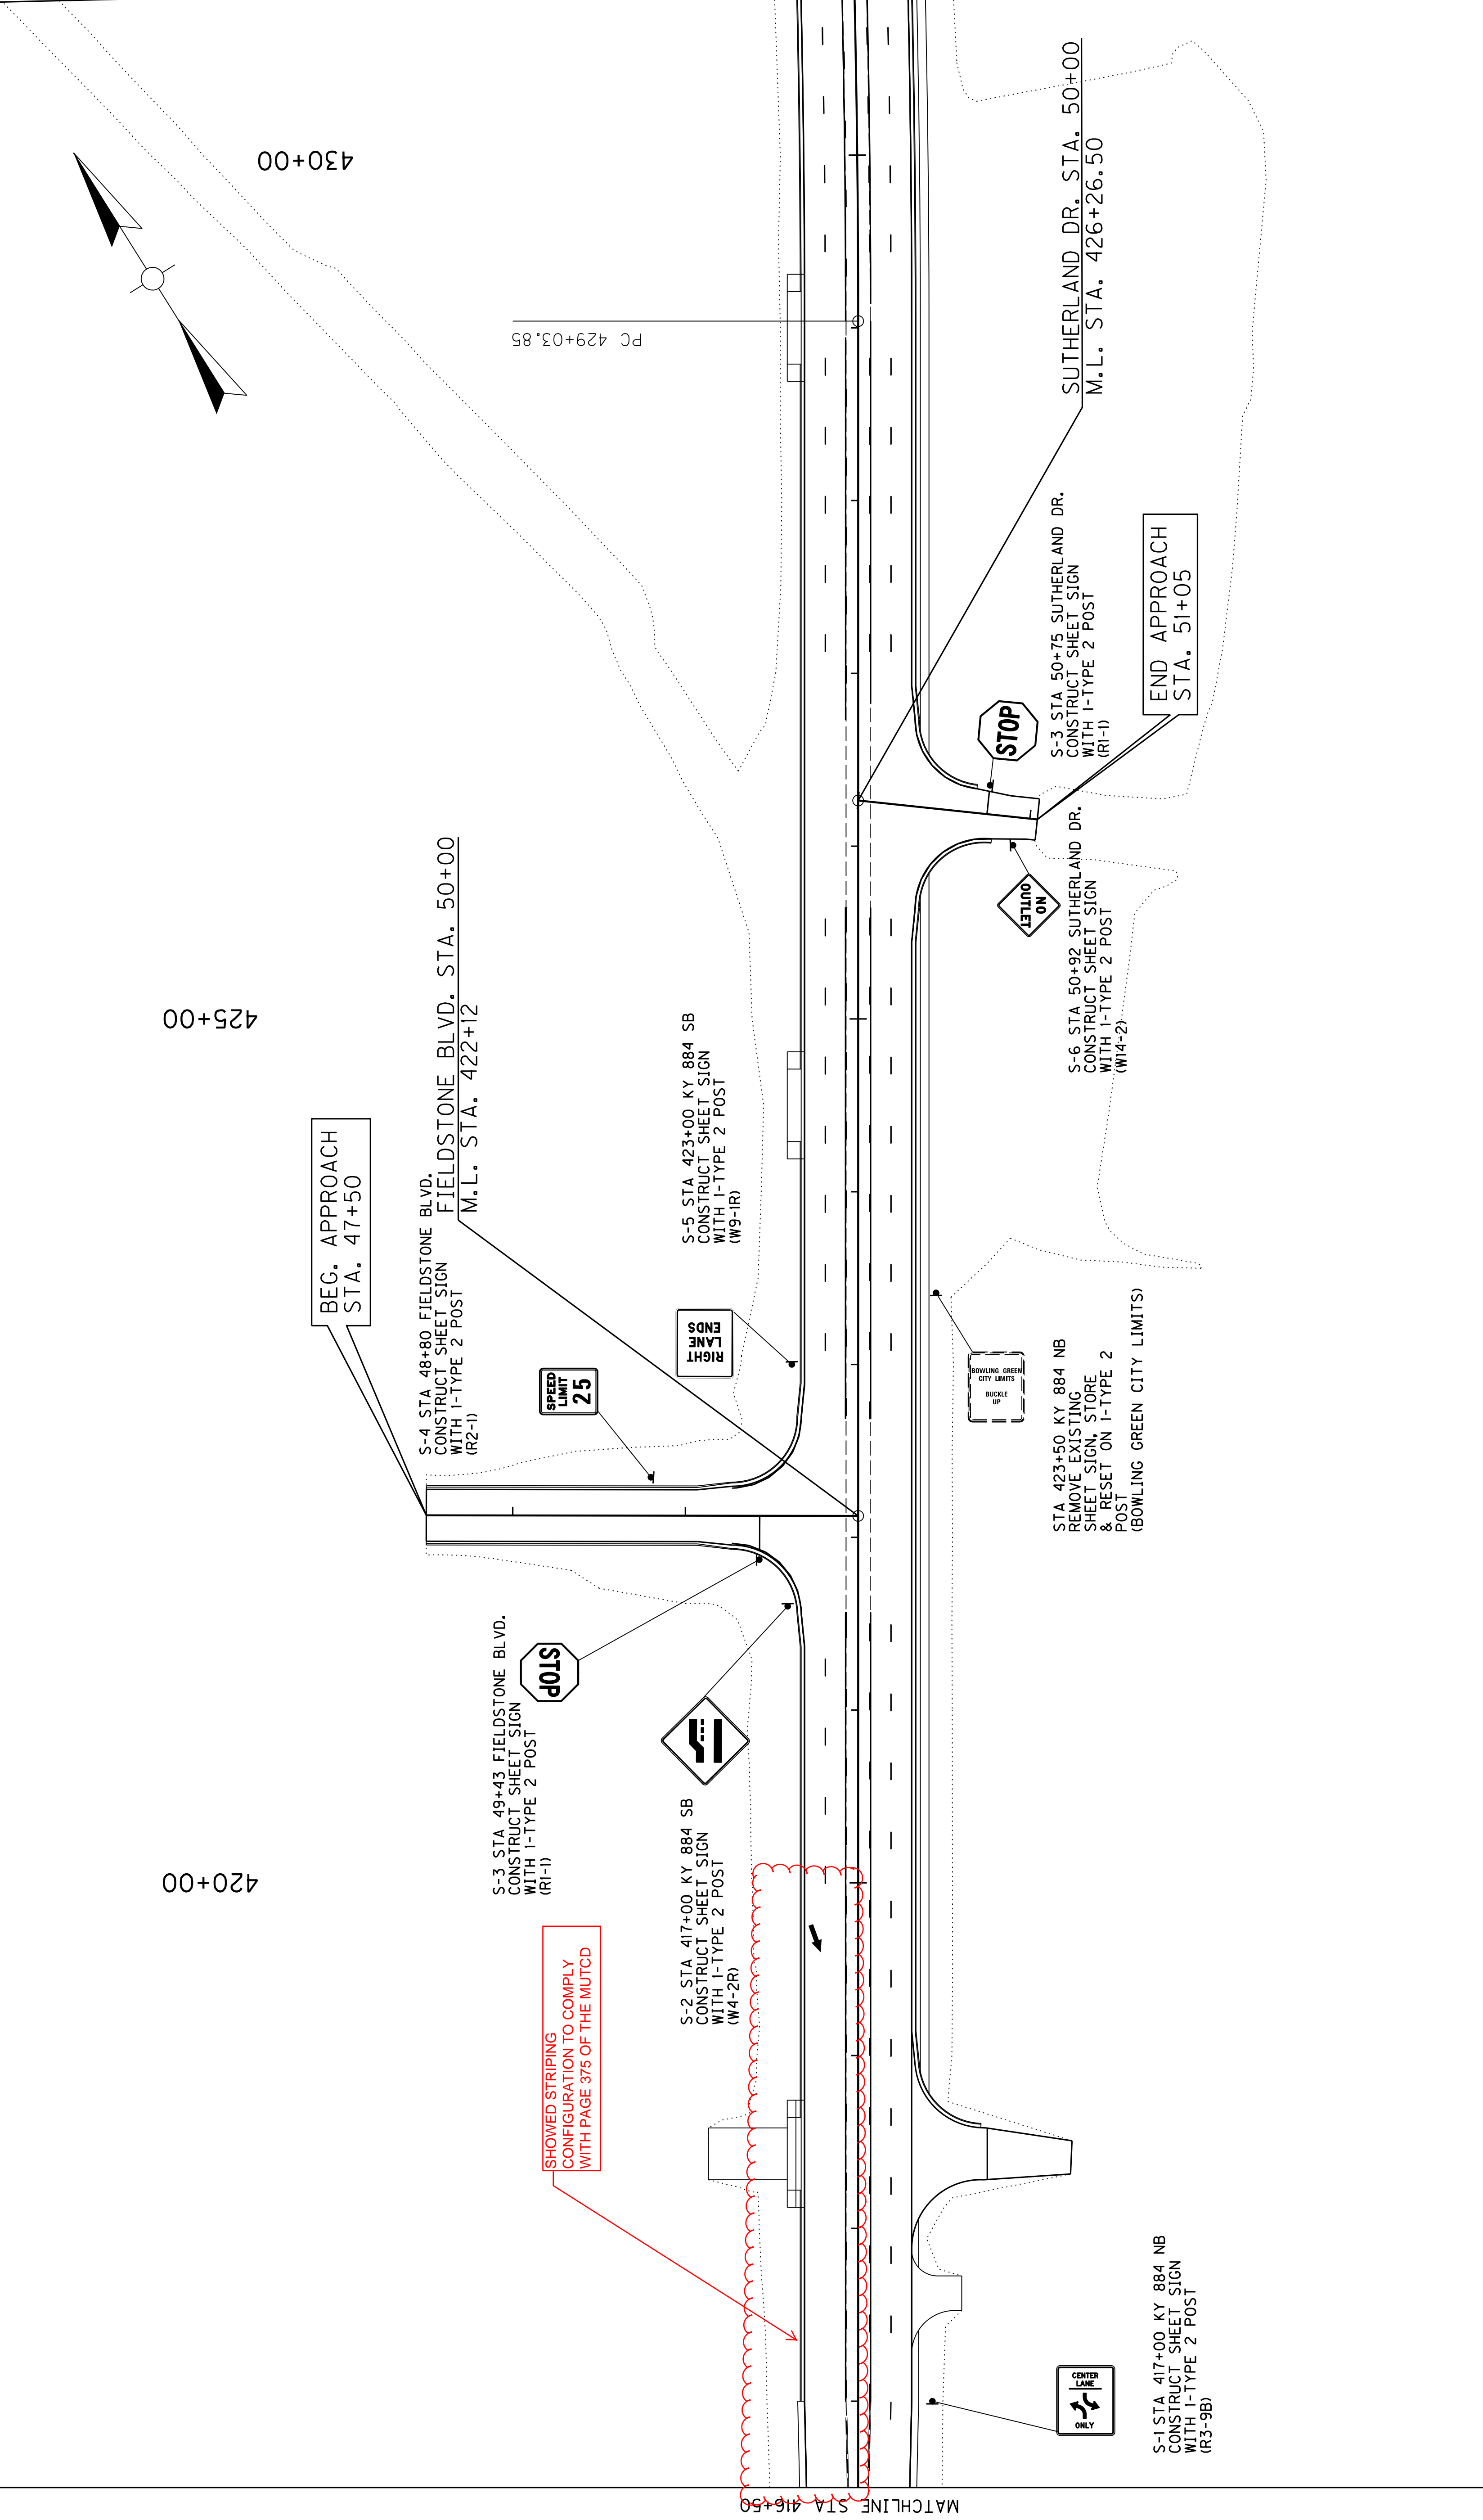 430+00
PC 429+03.85
SUTHERLAND DR. STA. 50+00
M.L. STA. 426+26.50
S-3 STA 50+75 SUTHERLAND DR.
CONSTRUCT SHEET SIGN
WITH 1-TYPE 2 POST
(R1-1)
END APPROACH
STA. 51+05
STOP
NO
OUTLET
S-6 STA 50+92 SUTHERLAND DR.
CONSTRUCT SHEET SIGN
WITH 1-TYPE 2 POST
(W14-2)
425+00
FIELDSTONE BLVD. STA. 50+00
M.L. STA. 422+12
BEG. APPROACH
STA. 47+50
S-4 STA 48+80 FIELDSTONE BLVD.
CONSTRUCT SHEET SIGN
WITH 1-TYPE 2 POST
(R2-1)
SPEED
LIMIT
25
S-5 STA 423+00 KY 884 SB
CONSTRUCT SHEET SIGN
WITH 1-TYPE 2 POST
(W9-1R)
RIGHT
LANE
ENDS
BOWLING GREEN
CITY LIMITS
BUCKLE
UP
STA 423+50 KY 884 NB
REMOVE EXISTING
SHEET SIGN, STORE
& RESET ON 1-TYPE 2
POST
(BOWLING GREEN CITY LIMITS)
S-3 STA 49+43 FIELDSTONE BLVD.
CONSTRUCT SHEET SIGN
WITH 1-TYPE 2 POST
(R1-1)
STOP
S-2 STA 417+00 KY 884 SB
CONSTRUCT SHEET SIGN
WITH 1-TYPE 2 POST
(W4-2R)
420+00
SHOWED STRIPING
CONFIGURATION TO COMPLY
WITH PAGE 375 OF THE MUTCD
CENTER
LANE
ONLY
S-1 STA 417+00 KY 884 NB
CONSTRUCT SHEET SIGN
WITH 1-TYPE 2 POST
(R3-9B)
MATCHLINE STA 416+50